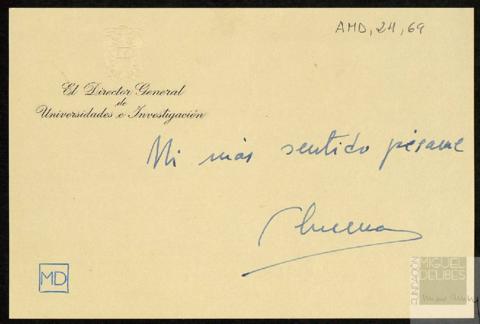 AMD, 24, 69
El Director General
de
Universidades e Investigación
Mi más sentido pésame
MD
FUNDACIÓN
MIGUEL
DELIBES